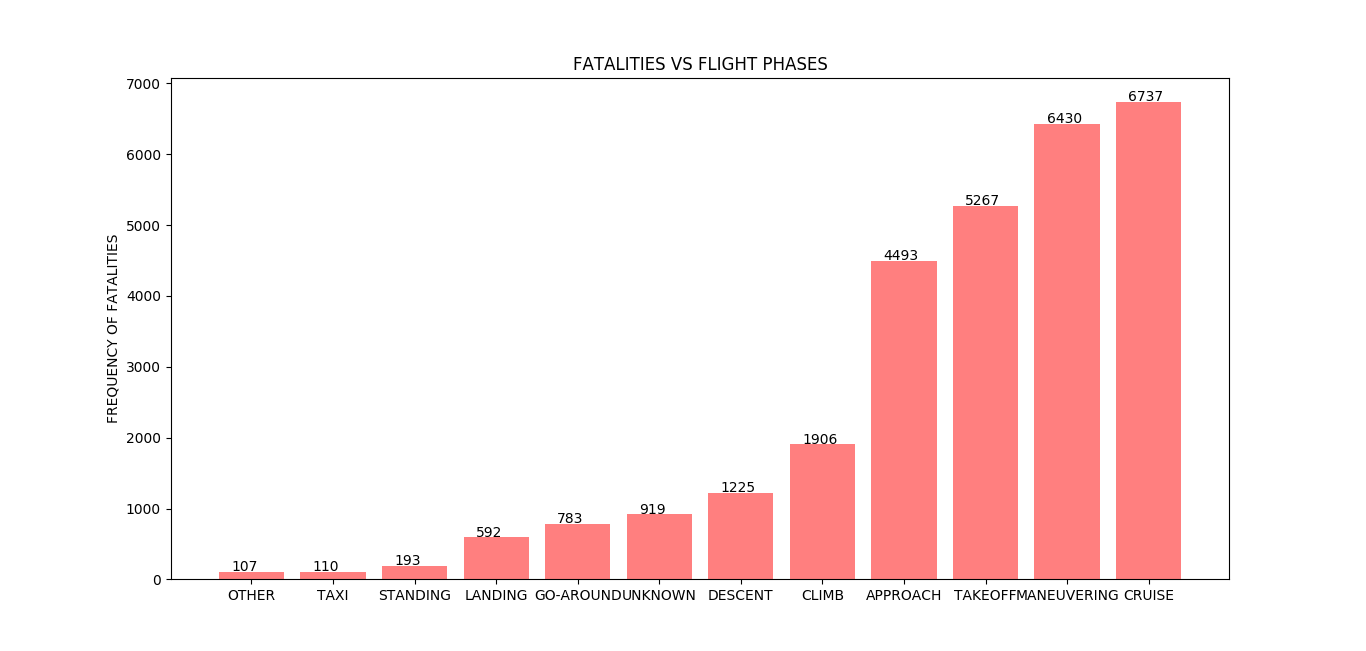 FATALITIES VS FLIGHT PHASES
FREQUENCY OF FATALITIES
7000
6000
5000
4000
3000
2000
1000
0
107
110
193
592
783
919
1225
1906
4493
5267
6430
6737
OTHER
TAXI
STANDING
LANDING
GO-AROUND
UNKNOWN
DESCENT
CLIMB
APPROACH
TAKEOFF
MANEUVERING
CRUISE